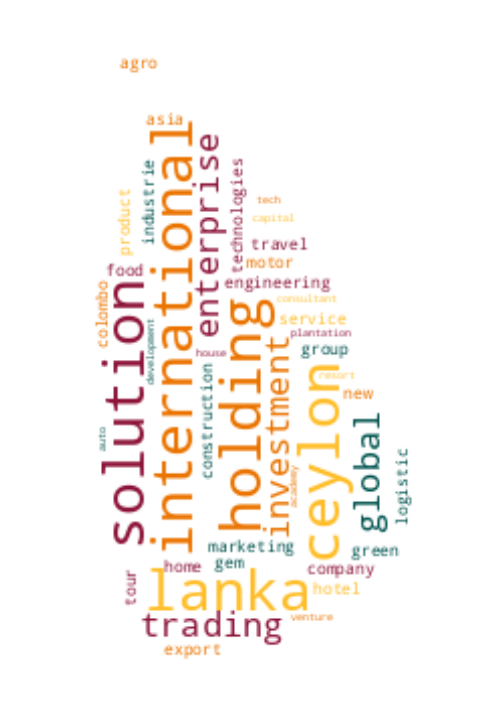 agro
asia
international
enterprise
industrie
technologies
product
tech
capital
travel
motor
food
engineering
colombo
solution
holding
consultant
service
plantation
development
house
group
investment
ceylon
resort
new
construction
global
auto
logistic
academy
marketing
green
gem
home
company
tour
lanka
hotel
trading
venture
export